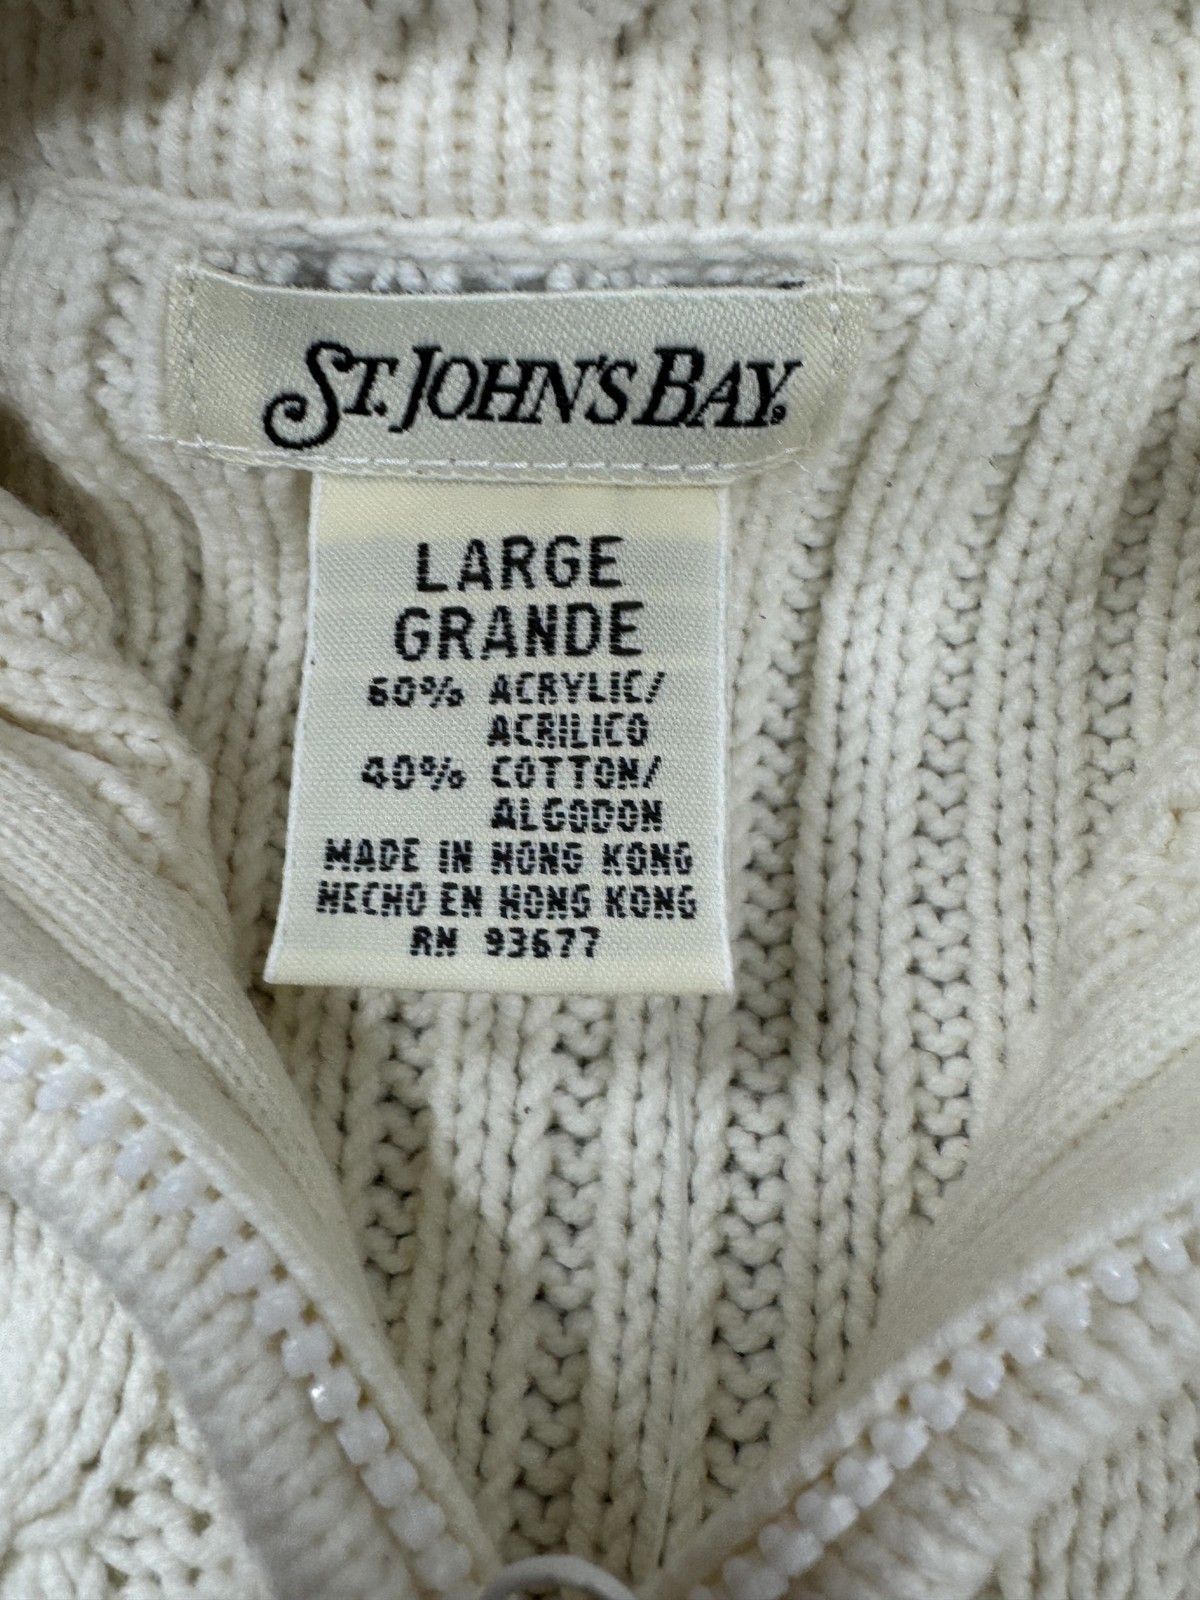 ST. JOHN'S BAY®
LARGE
GRANDE
60% ACRYLIC/
ACRILICO
40% COTTON/
ALGODON
MADE IN HONG KONG
HECHO EN HONG KONG
RN 93677